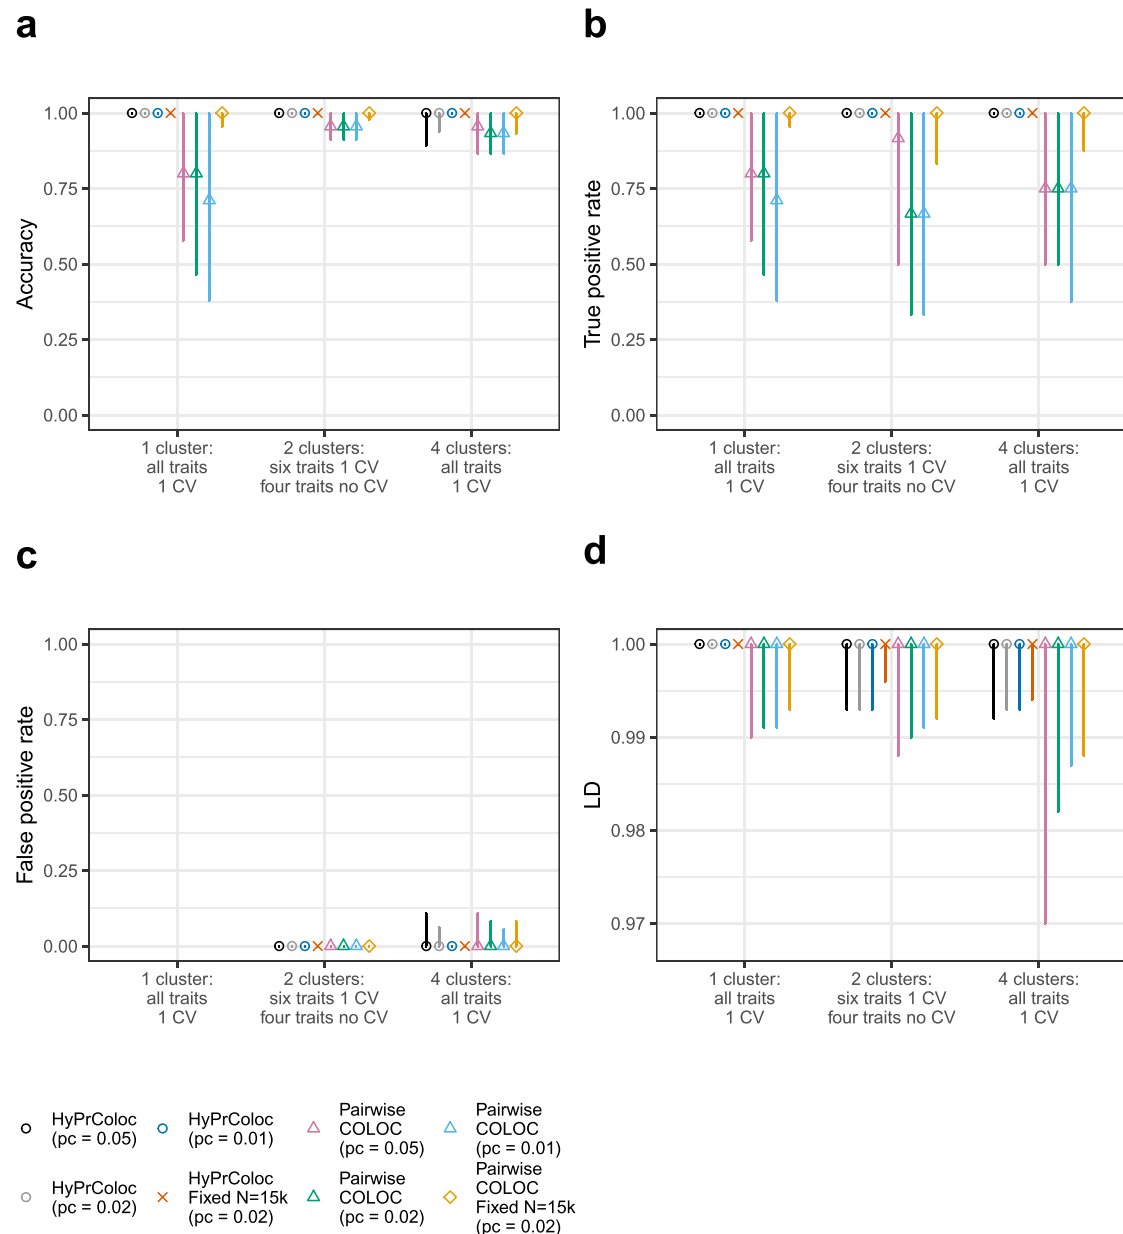 a
1.00
0.75
0.50
0.25
0.00
Accuracy
1 cluster:
all traits
1 CV
2 clusters:
six traits 1 CV
four traits no CV
4 clusters:
all traits
1 CV
b
1.00
0.75
0.50
0.25
0.00
True positive rate
1 cluster:
all traits
1 CV
2 clusters:
six traits 1 CV
four traits no CV
4 clusters:
all traits
1 CV
c
1.00
0.75
0.50
0.25
0.00
False positive rate
1 cluster:
all traits
1 CV
2 clusters:
six traits 1 CV
four traits no CV
4 clusters:
all traits
1 CV
d
1.00
0.99
0.98
0.97
LD
1 cluster:
all traits
1 CV
2 clusters:
six traits 1 CV
four traits no CV
4 clusters:
all traits
1 CV
HyPrColoc
(pc = 0.05)
HyPrColoc
(pc = 0.01)
Pairwise
COLOC
(pc = 0.05)
Pairwise
COLOC
(pc = 0.01)
HyPrColoc
(pc = 0.02)
HyPrColoc
Fixed N=15k
(pc = 0.02)
Pairwise
COLOC
(pc = 0.02)
Pairwise
COLOC
Fixed N=15k
(pc = 0.02)